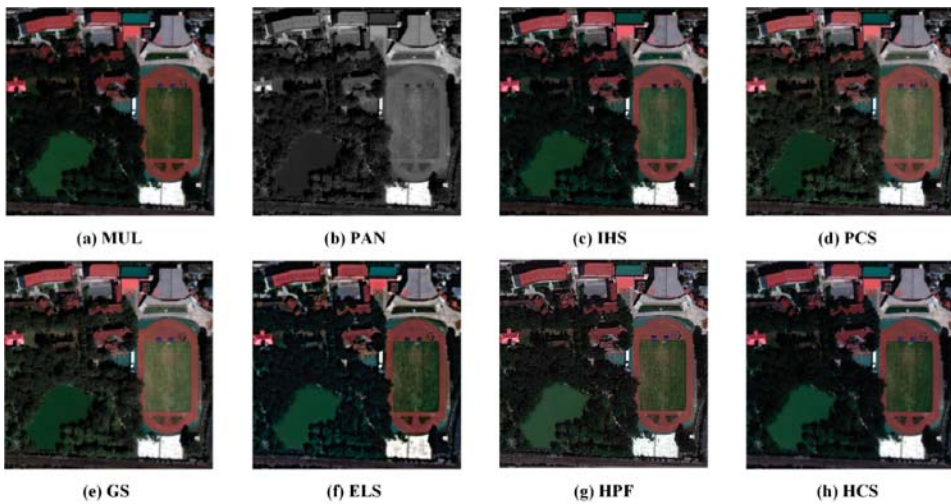 (a) MUL
(b) PAN
(c) IHS
(d) PCS
(e) GS
(f) ELS
(g) HPF
(h) HCS